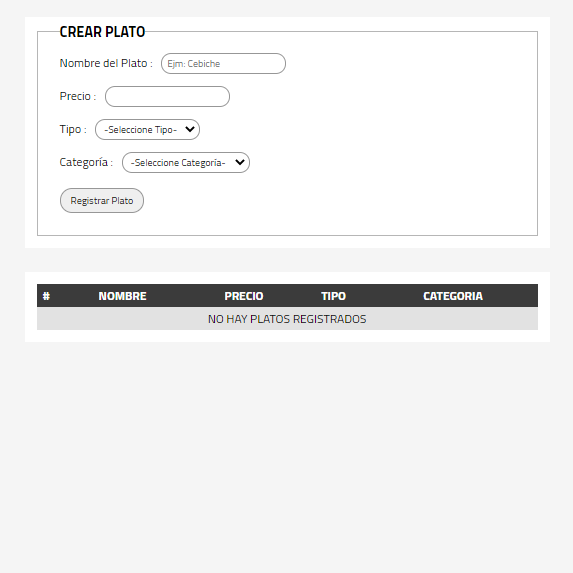 CREAR PLATO
Nombre del Plato : Ejm: Cebiche
Precio :
Tipo : -Seleccione Tipo-
Categoría : -Seleccione Categoría-
Registrar Plato
# NOMBRE PRECIO TIPO CATEGORIA
NO HAY PLATOS REGISTRADOS